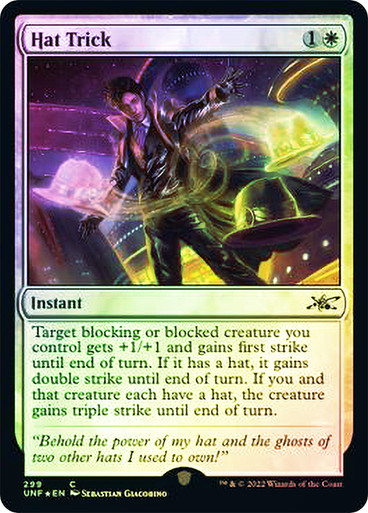 Hat Trick 1
Instant
Target blocking or blocked creature you
control gets +1/+1 and gains first strike
until end of turn. If it has a hat, it gains
double strike until end of turn. If you and
that creature each have a hat, the creature
gains triple strike until end of turn.
“Behold the power of my hat and the ghosts of
two other hats I used to own!”
299 C
UNF★EN Sebastian Giacobino
™ & © 2022 Wizards of the Coast